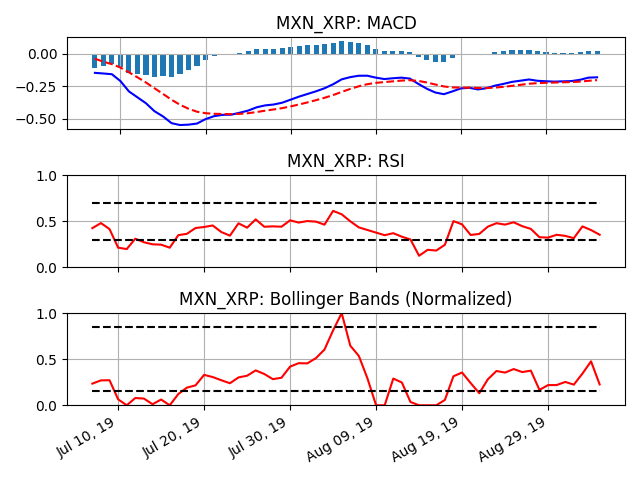 MXN_XRP: MACD
0.00
−0.25
−0.50
MXN_XRP: RSI
1.0
0.5
0.0
MXN_XRP: Bollinger Bands (Normalized)
1.0
0.5
0.0
Jul 10, 19
Jul 20, 19
Jul 30, 19
Aug 09, 19
Aug 19, 19
Aug 29, 19